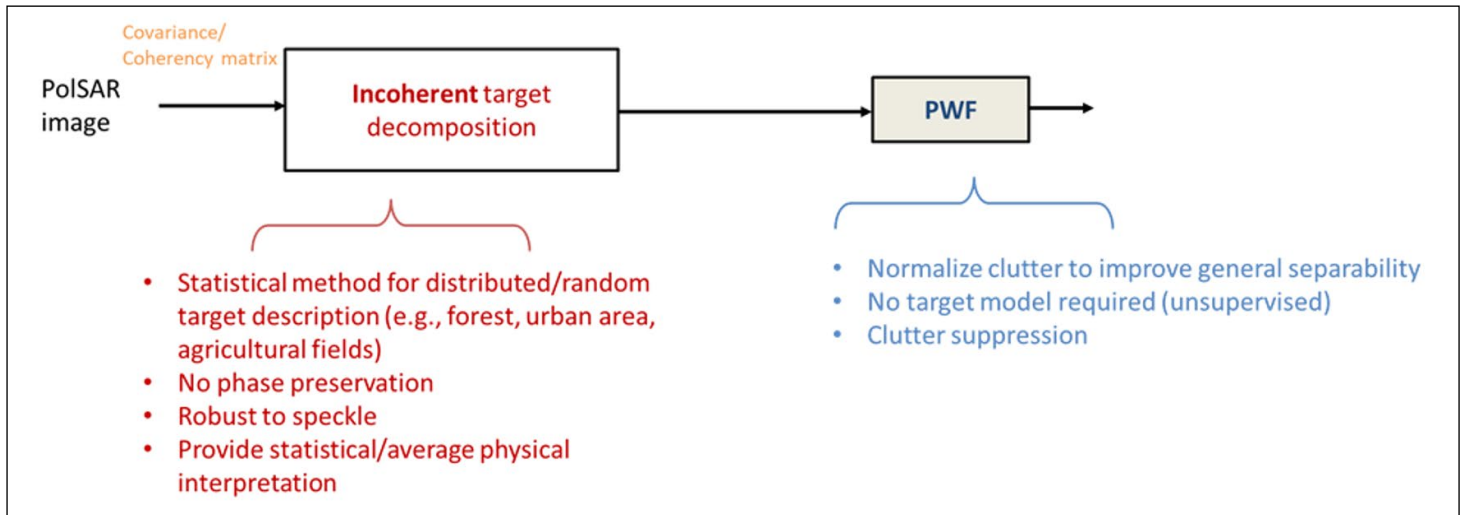 Covariance/
Coherency matrix
PolSAR
image
Incoherent target
decomposition
PWF
• Statistical method for distributed/random
target description (e.g., forest, urban area,
agricultural fields)
• No phase preservation
• Robust to speckle
• Provide statistical/average physical
interpretation
• Normalize clutter to improve general separability
• No target model required (unsupervised)
• Clutter suppression